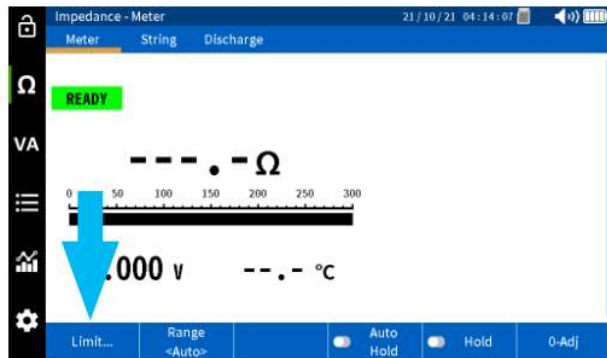 Impedance - Meter 21/10/21 04:14:07
Meter String Discharge
Ω
READY
VA
---.-Ω
0 50 100 150 200 250 300
.000 V --.- °C
Limit... Range <Auto> Auto Hold Hold 0-Adj